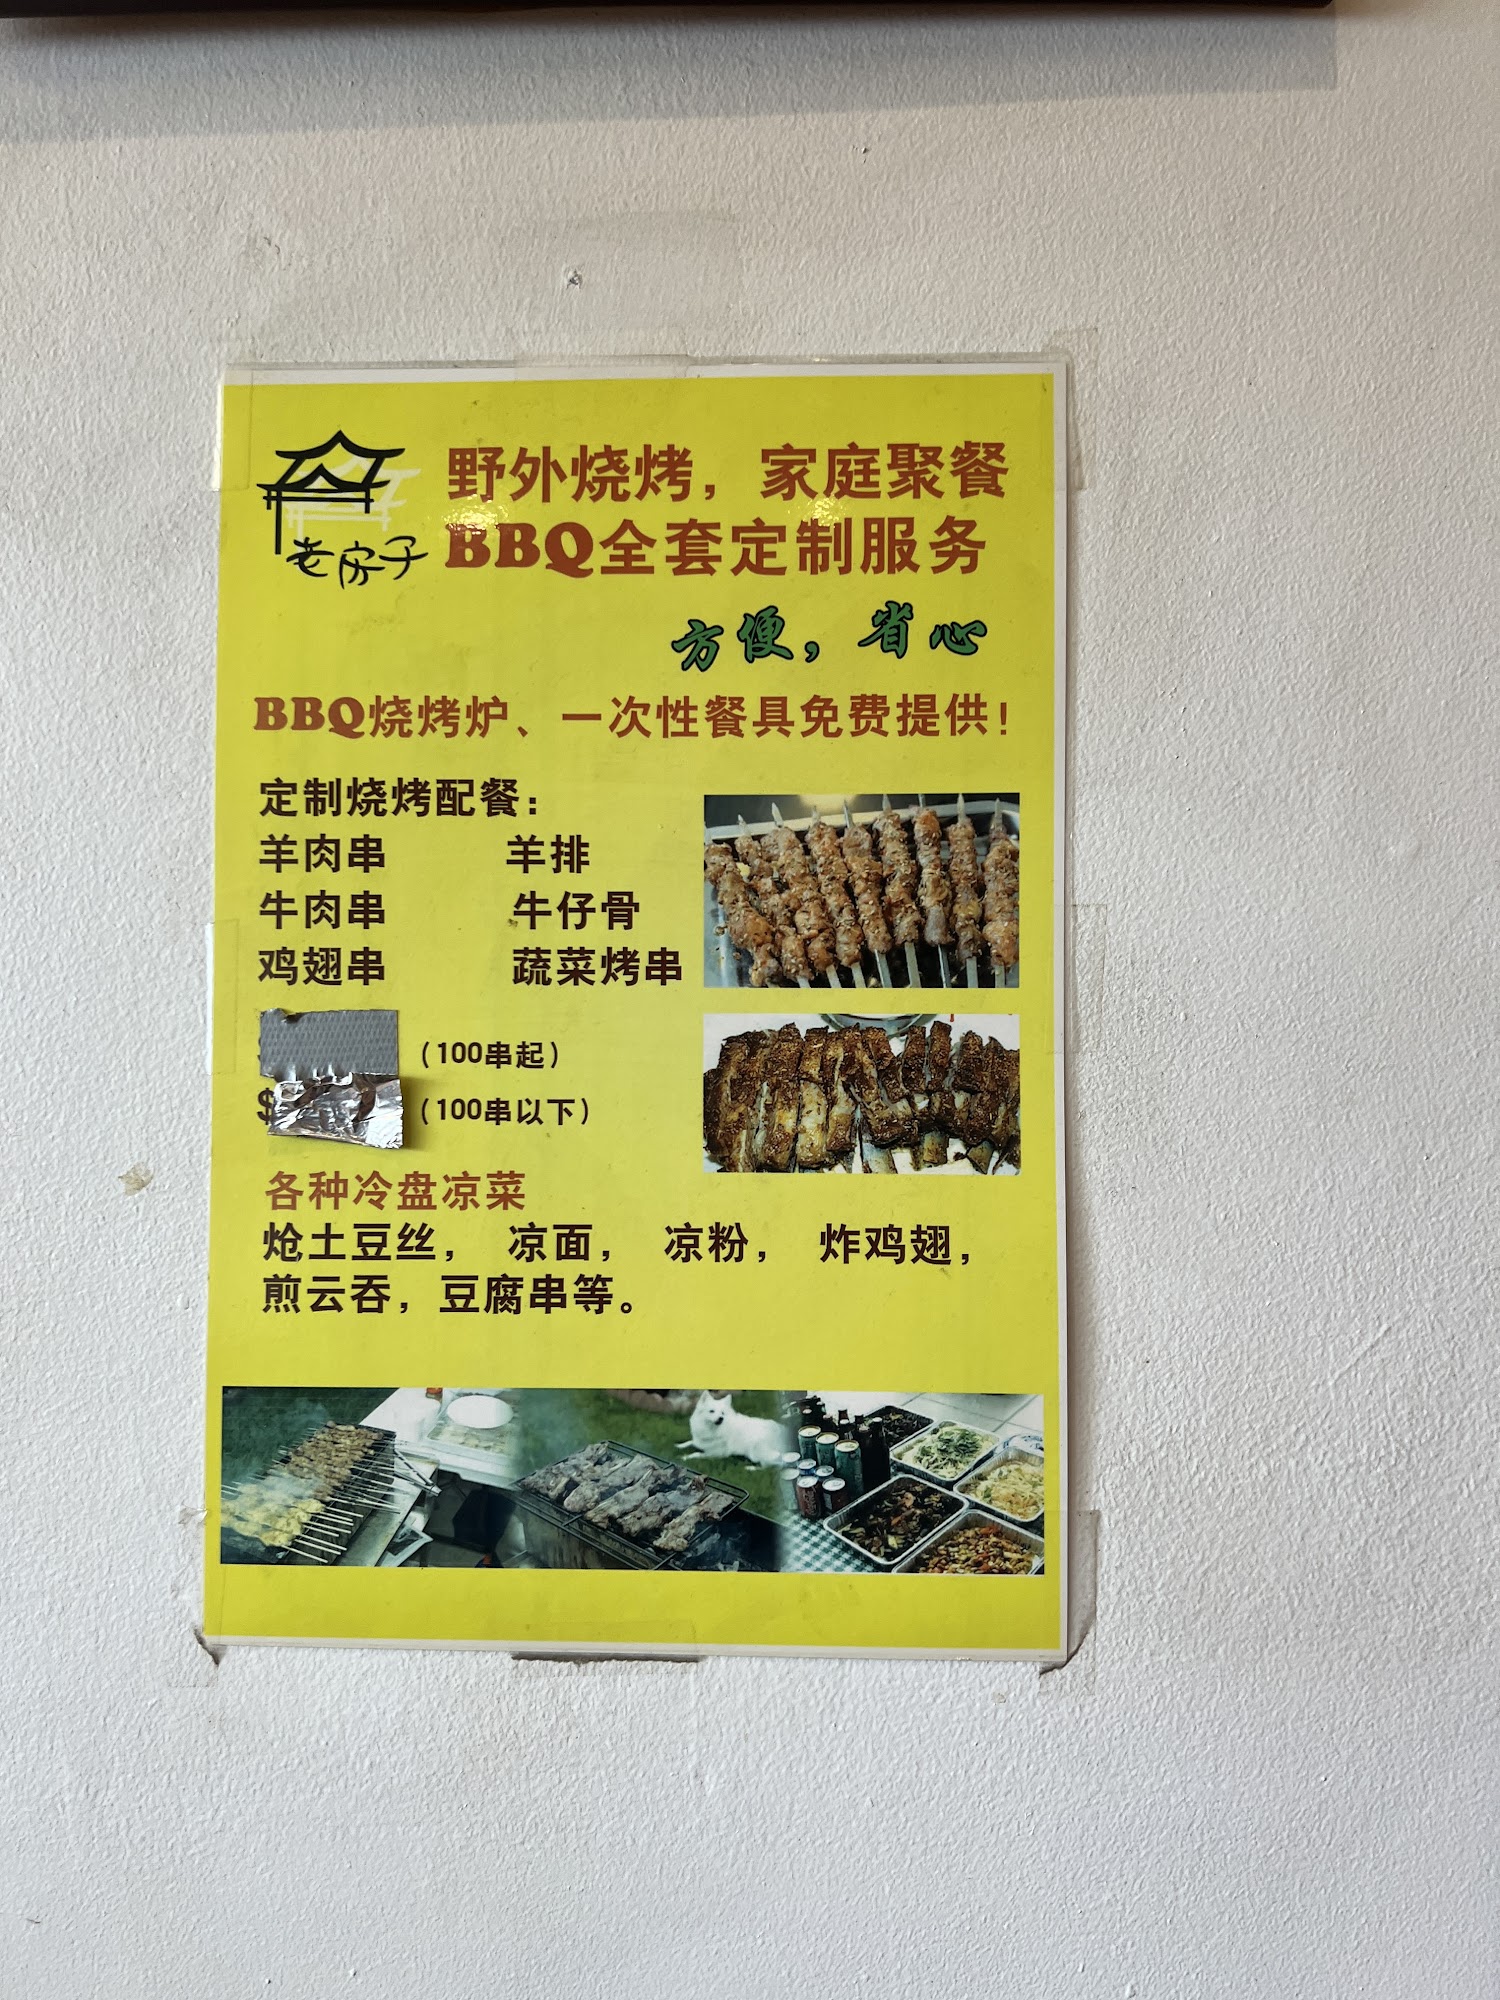 老房子
野外烧烤，家庭聚餐
BBQ全套定制服务
方便，省心
BBQ烧烤炉、一次性餐具免费提供！
定制烧烤配餐：
羊肉串 羊排
牛肉串 牛仔骨
鸡翅串 蔬菜烤串
（100串起）
$ （100串以下）
各种冷盘凉菜
炝土豆丝， 凉面， 凉粉， 炸鸡翅，
煎云吞，豆腐串等。